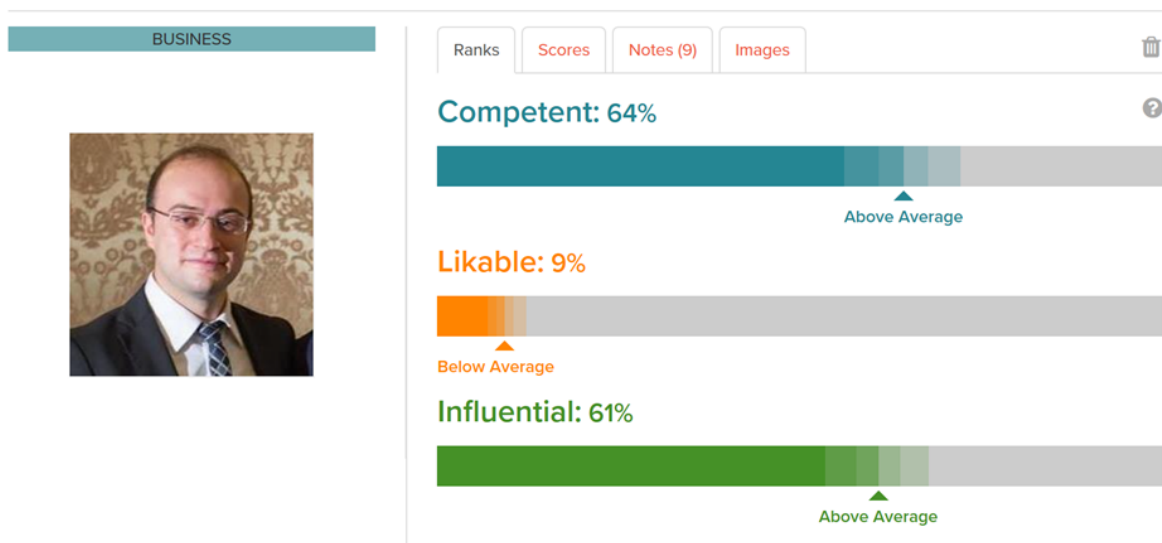 BUSINESS
Ranks
Scores
Notes (9)
Images
Competent: 64%
?
Above Average
Likable: 9%
Below Average
Influential: 61%
Above Average